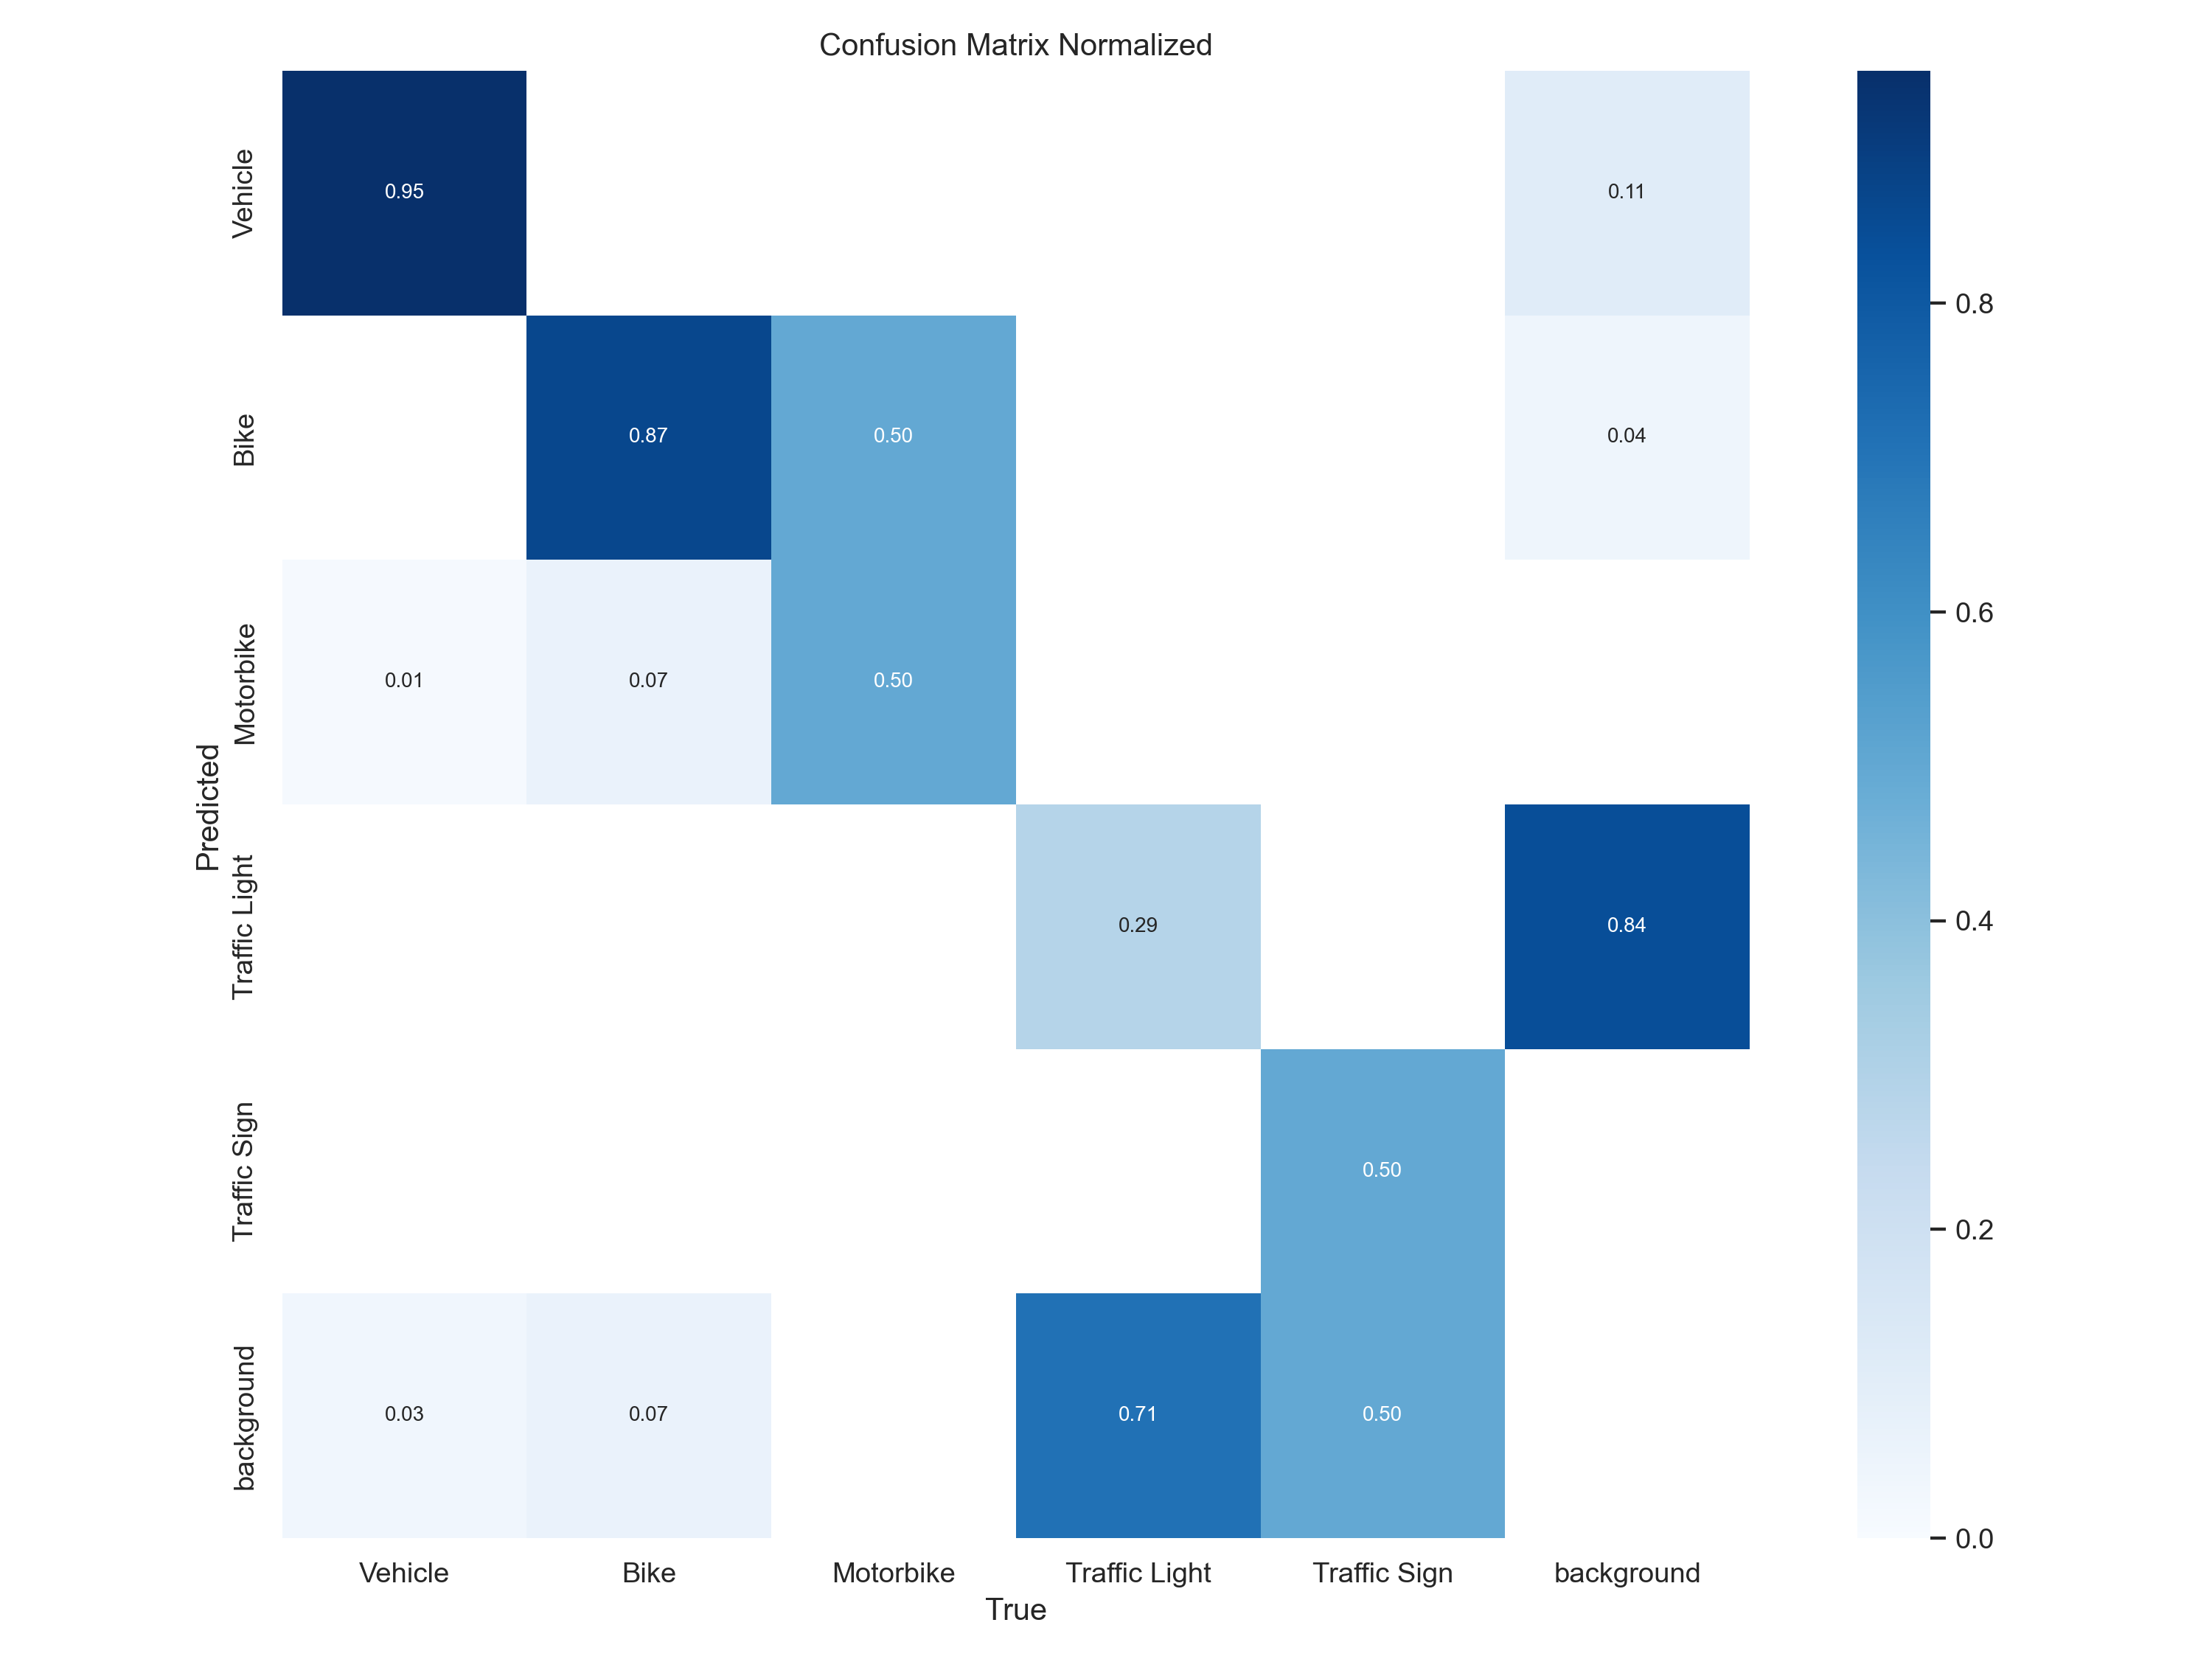 Confusion Matrix Normalized
Vehicle
0.95
0.11
0.8
Bike
0.87
0.50
0.04
0.6
Motorbike
0.01
0.07
0.50
Predicted
Traffic Light
0.29
0.84
0.4
Traffic Sign
0.50
0.2
background
0.03
0.07
0.71
0.50
0.0
Vehicle
Bike
Motorbike
Traffic Light
Traffic Sign
background
True